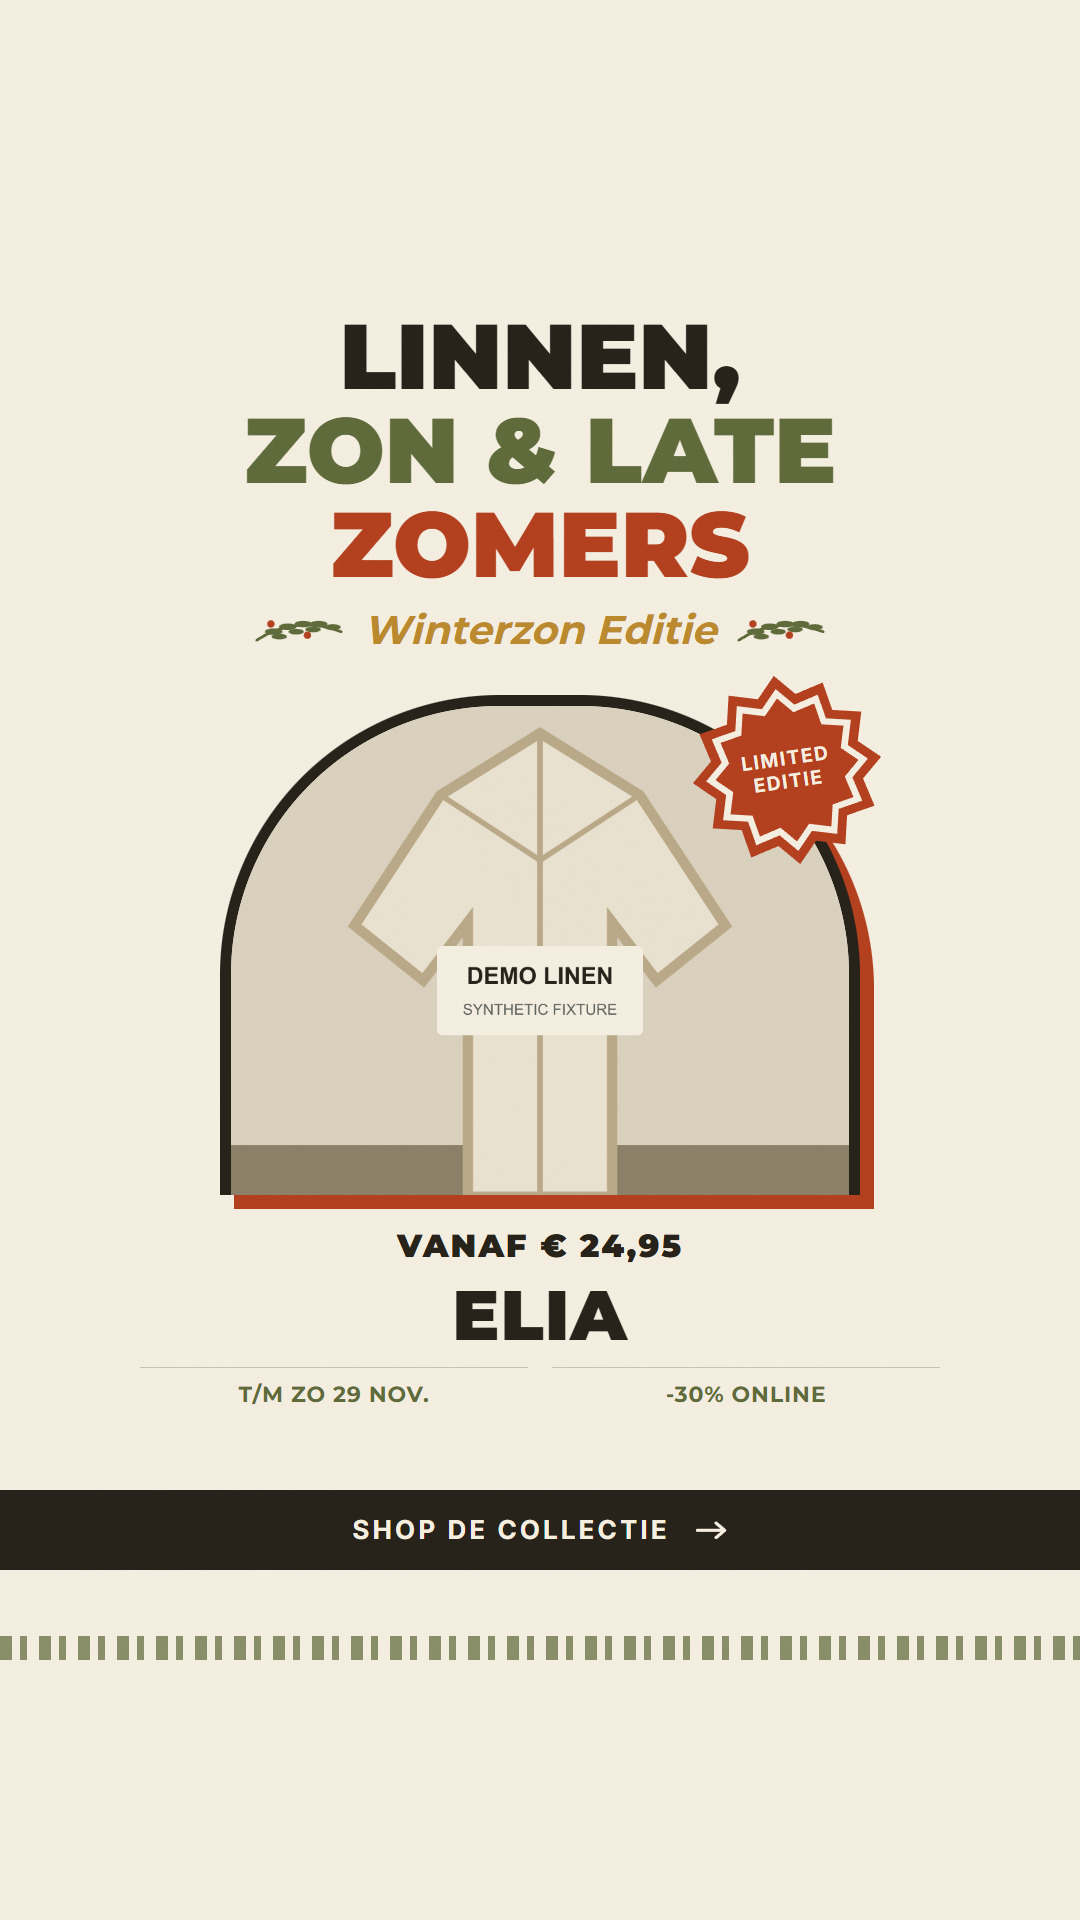 LINNEN,
ZON & LATE
ZOMERS
Winterzon Editie
LIMITED
EDITIE
DEMO LINEN
SYNTHETIC FIXTURE
VANAF € 24,95
ELIA
T/M ZO 29 NOV.
-30% ONLINE
SHOP DE COLLECTIE →